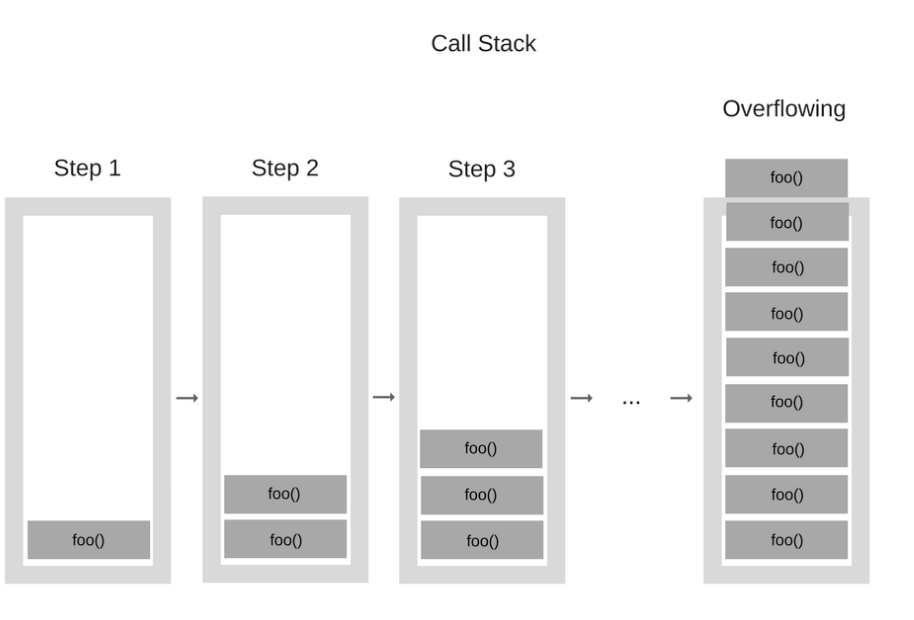 Call Stack
Overflowing
Step 1
Step 2
Step 3
foo()
foo()
foo()
foo()
foo()
foo()
foo()
→
→
→
...
→
foo()
foo()
foo()
foo()
foo()
foo()
foo()
foo()